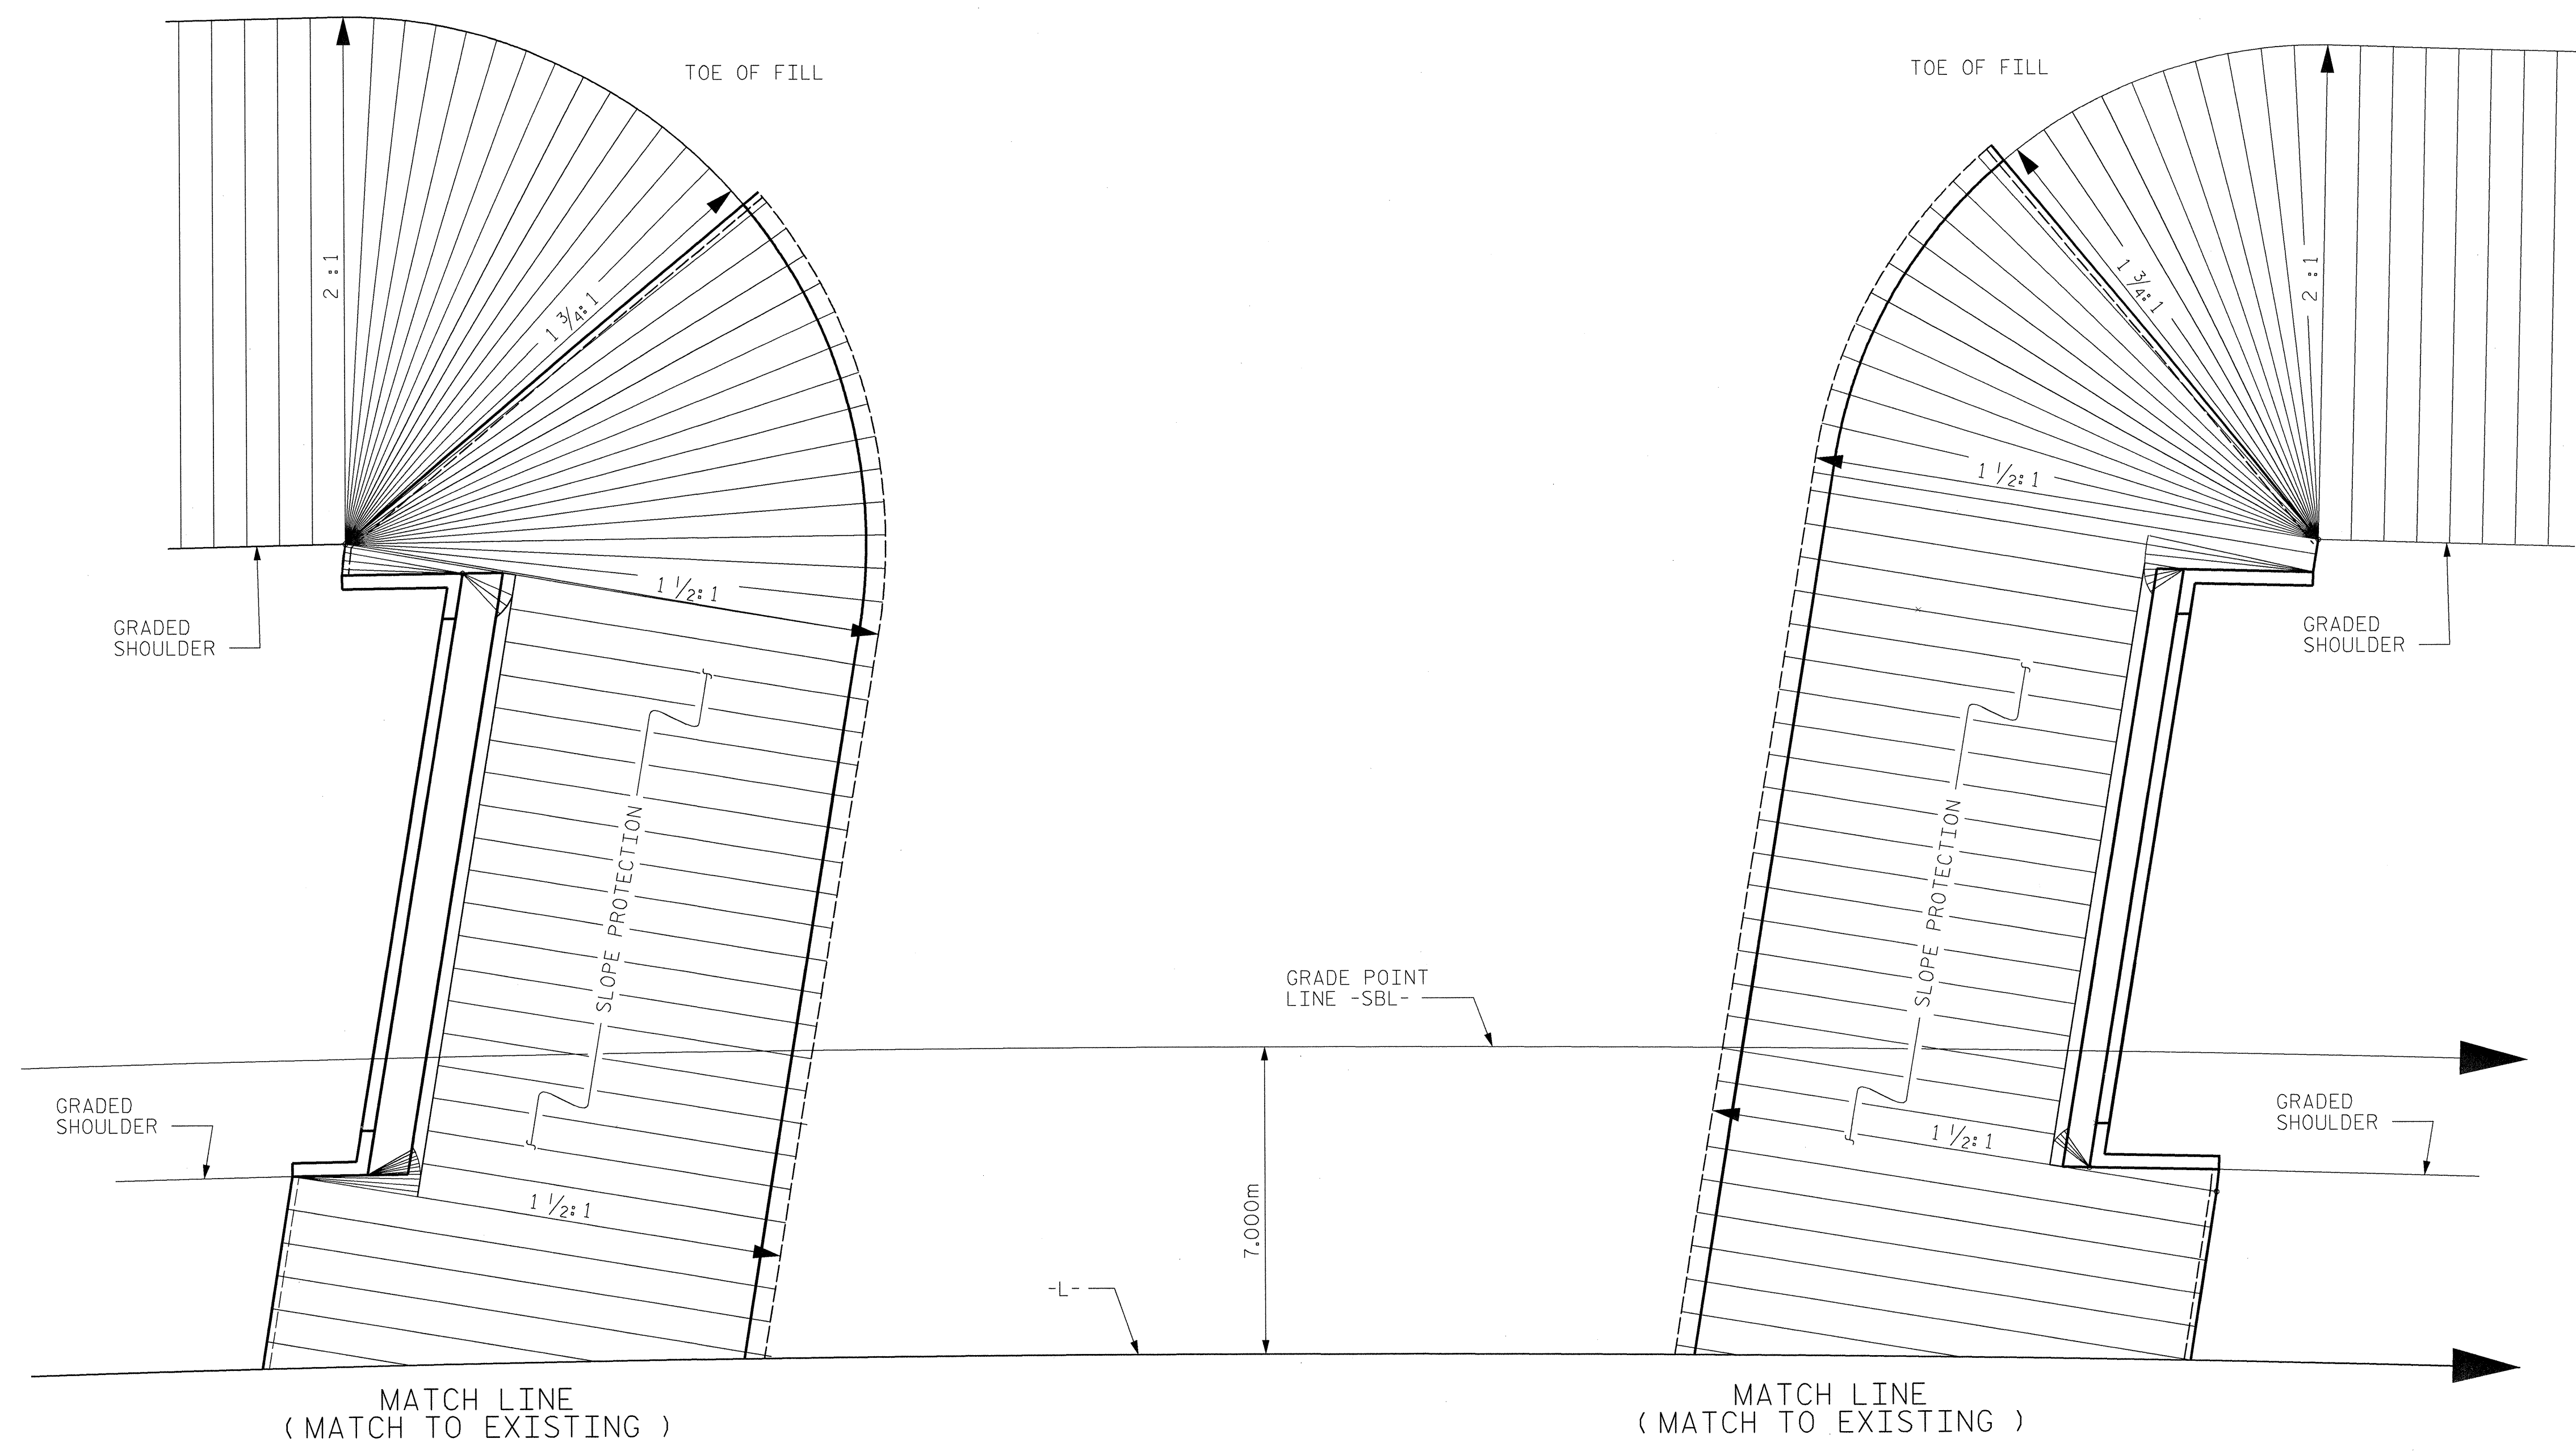 TOE OF FILL
TOE OF FILL
2 :1
1 3/4:1
1 3/4:1
2 :1
1 1/2:1
1 1/2:1
GRADED
SHOULDER
GRADED
SHOULDER
SLOPE PROTECTION
SLOPE PROTECTION
GRADE POINT
LINE -SBL-
GRADED
SHOULDER
GRADED
SHOULDER
1 1/2:1
1 1/2:1
7.000m
-L-
MATCH LINE
( MATCH TO EXISTING )
MATCH LINE
( MATCH TO EXISTING )